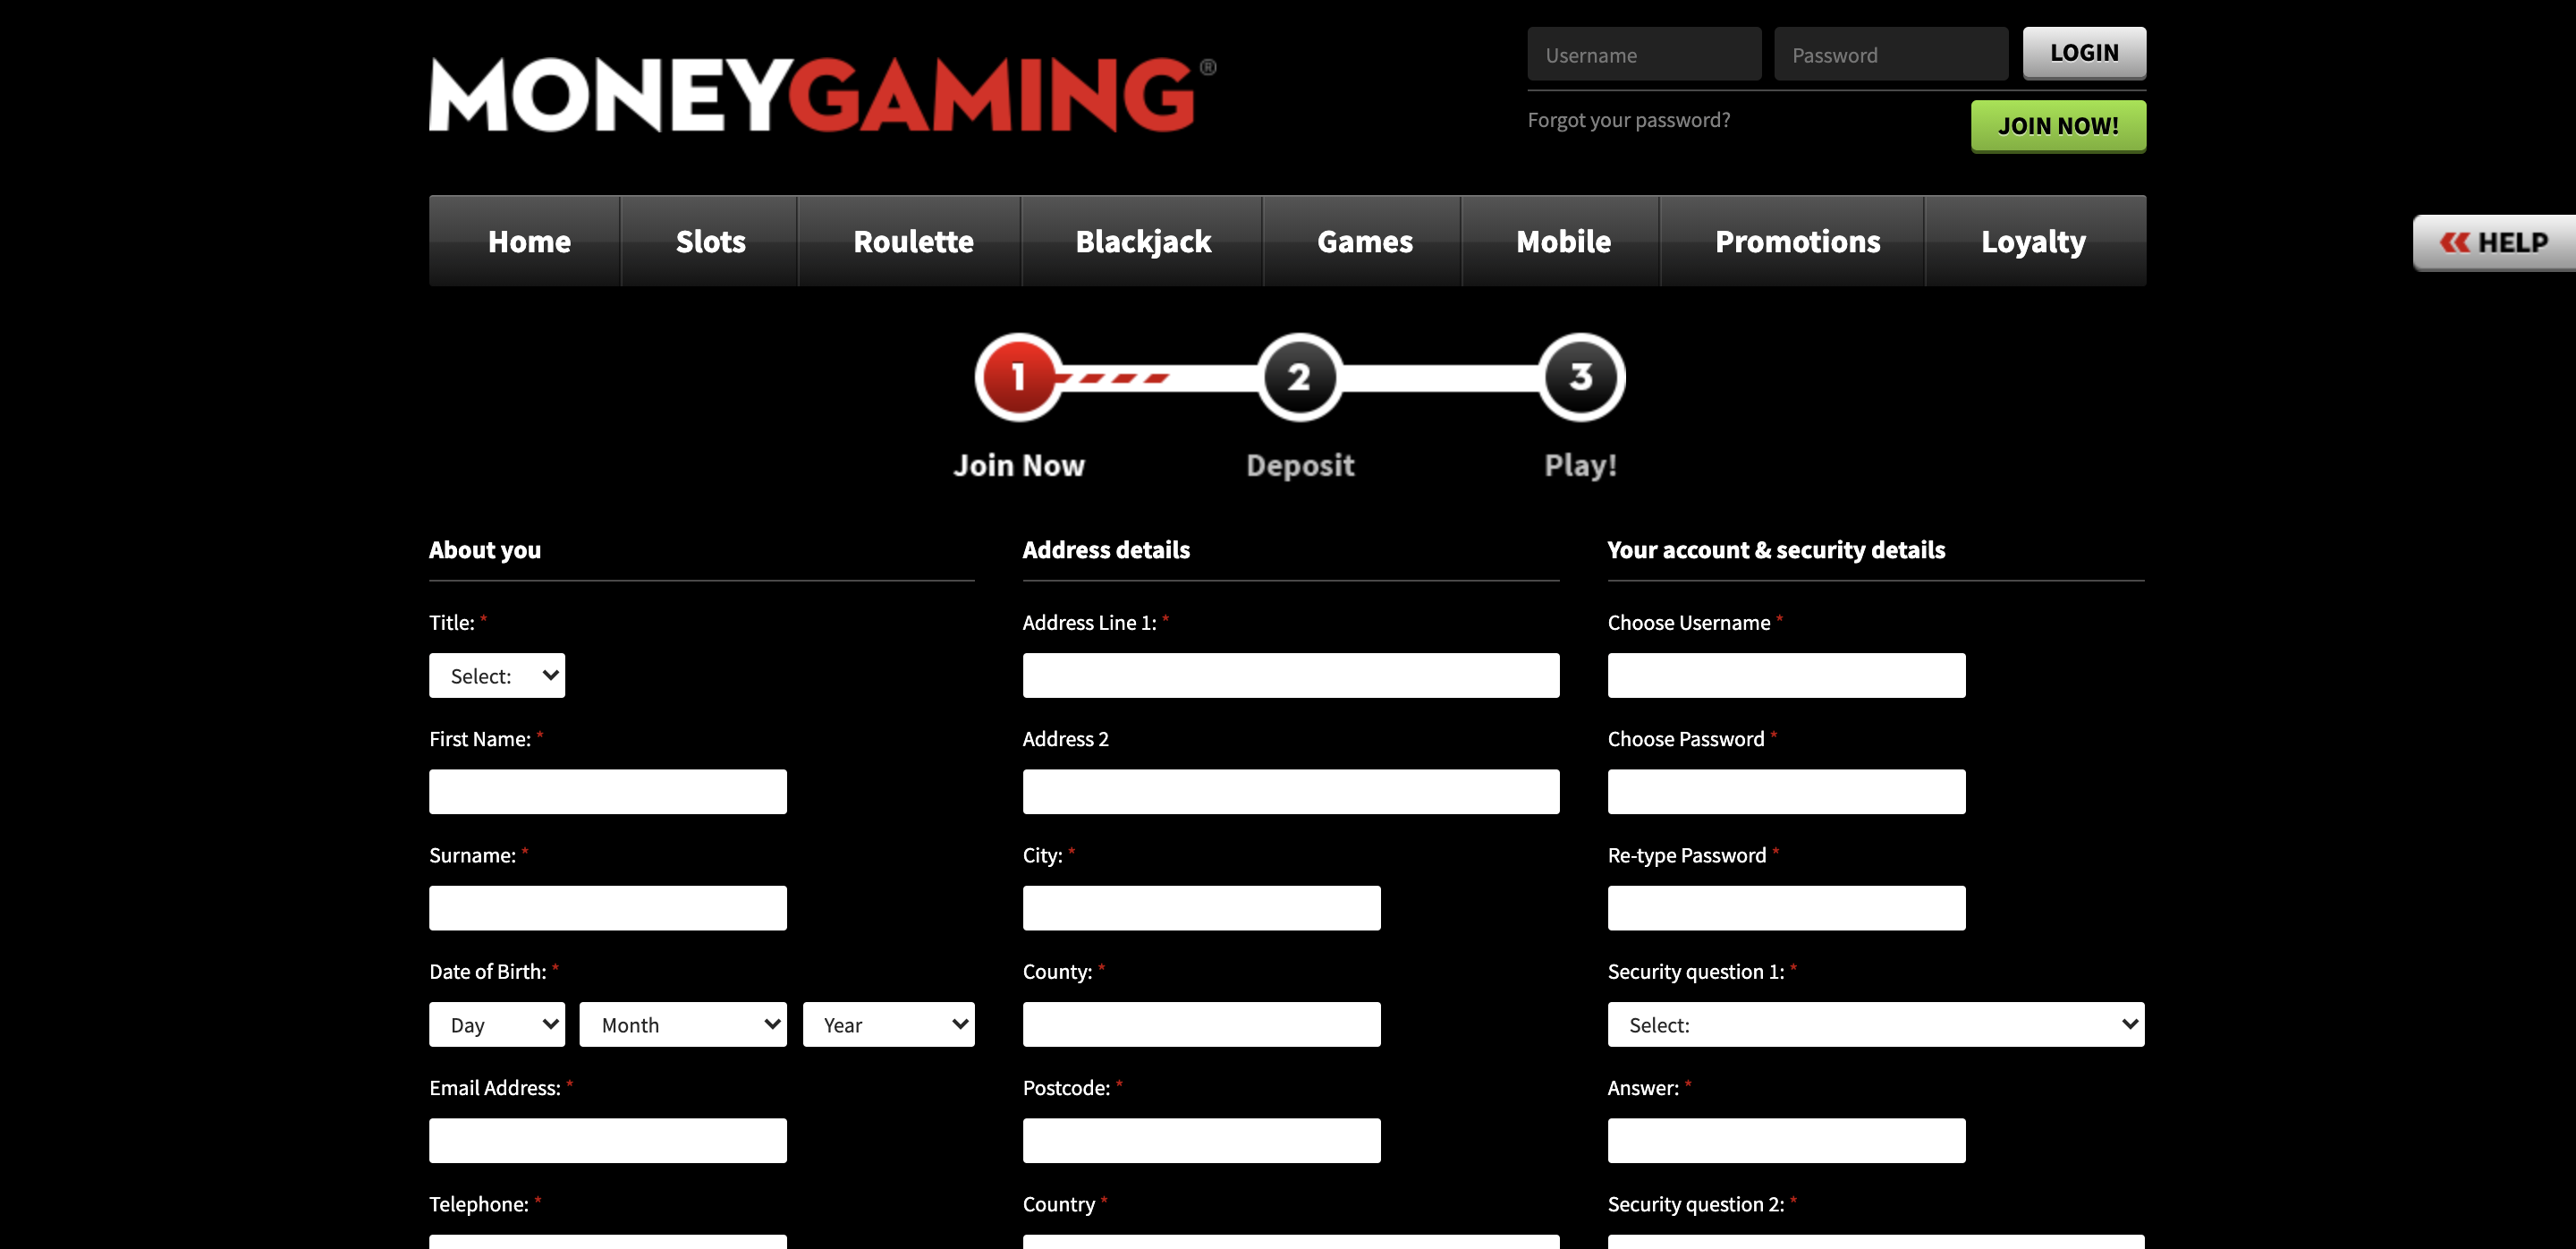 MONEYGAMING®
Username
Password
LOGIN
Forgot your password?
JOIN NOW!
Home
Slots
Roulette
Blackjack
Games
Mobile
Promotions
Loyalty
HELP
1
2
3
Join Now
Deposit
Play!
About you
Title: *
Select:
First Name: *
Surname: *
Date of Birth: *
Day
Month
Year
Email Address: *
Telephone: *
Address details
Address Line 1: *
Address 2
City: *
County: *
Postcode: *
Country *
Your account & security details
Choose Username *
Choose Password *
Re-type Password *
Security question 1: *
Select:
Answer: *
Security question 2: *